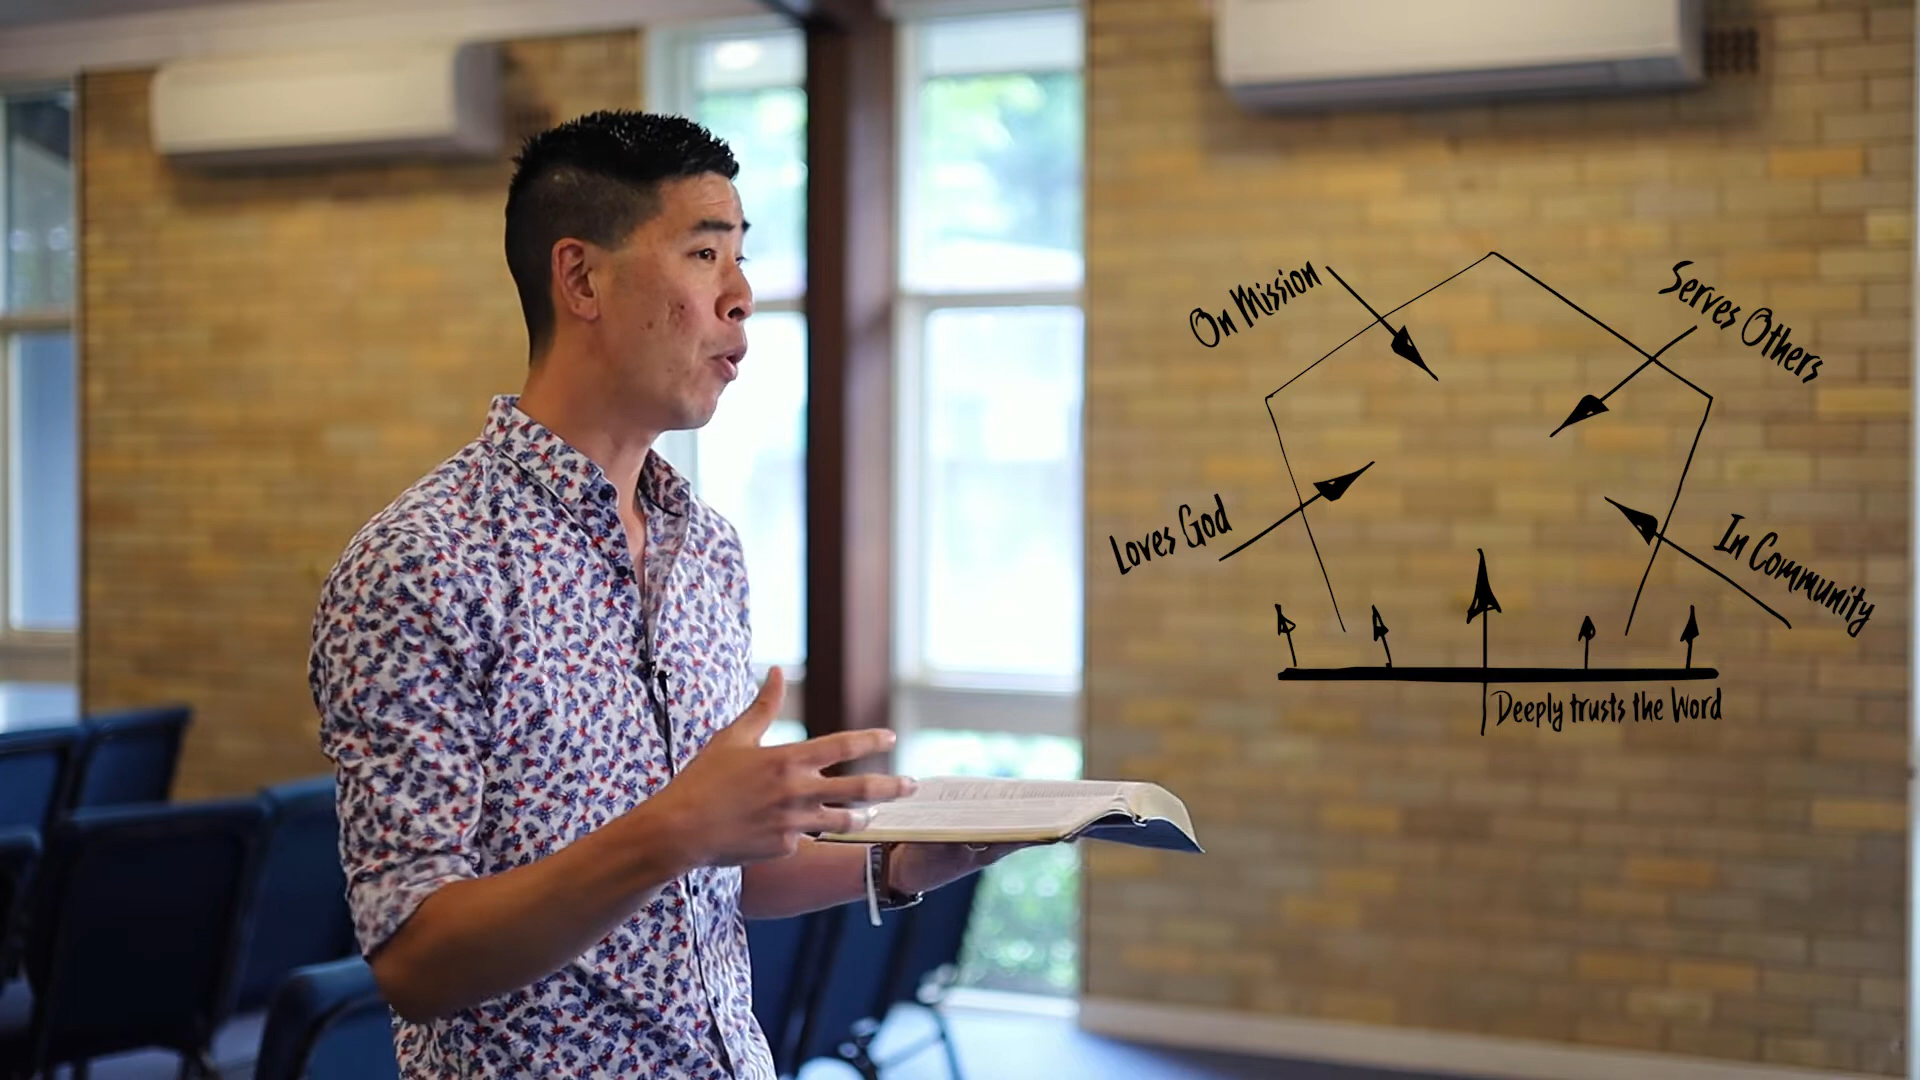 On Mission
Serves Others
Loves God
In Community
Deeply trusts the Word